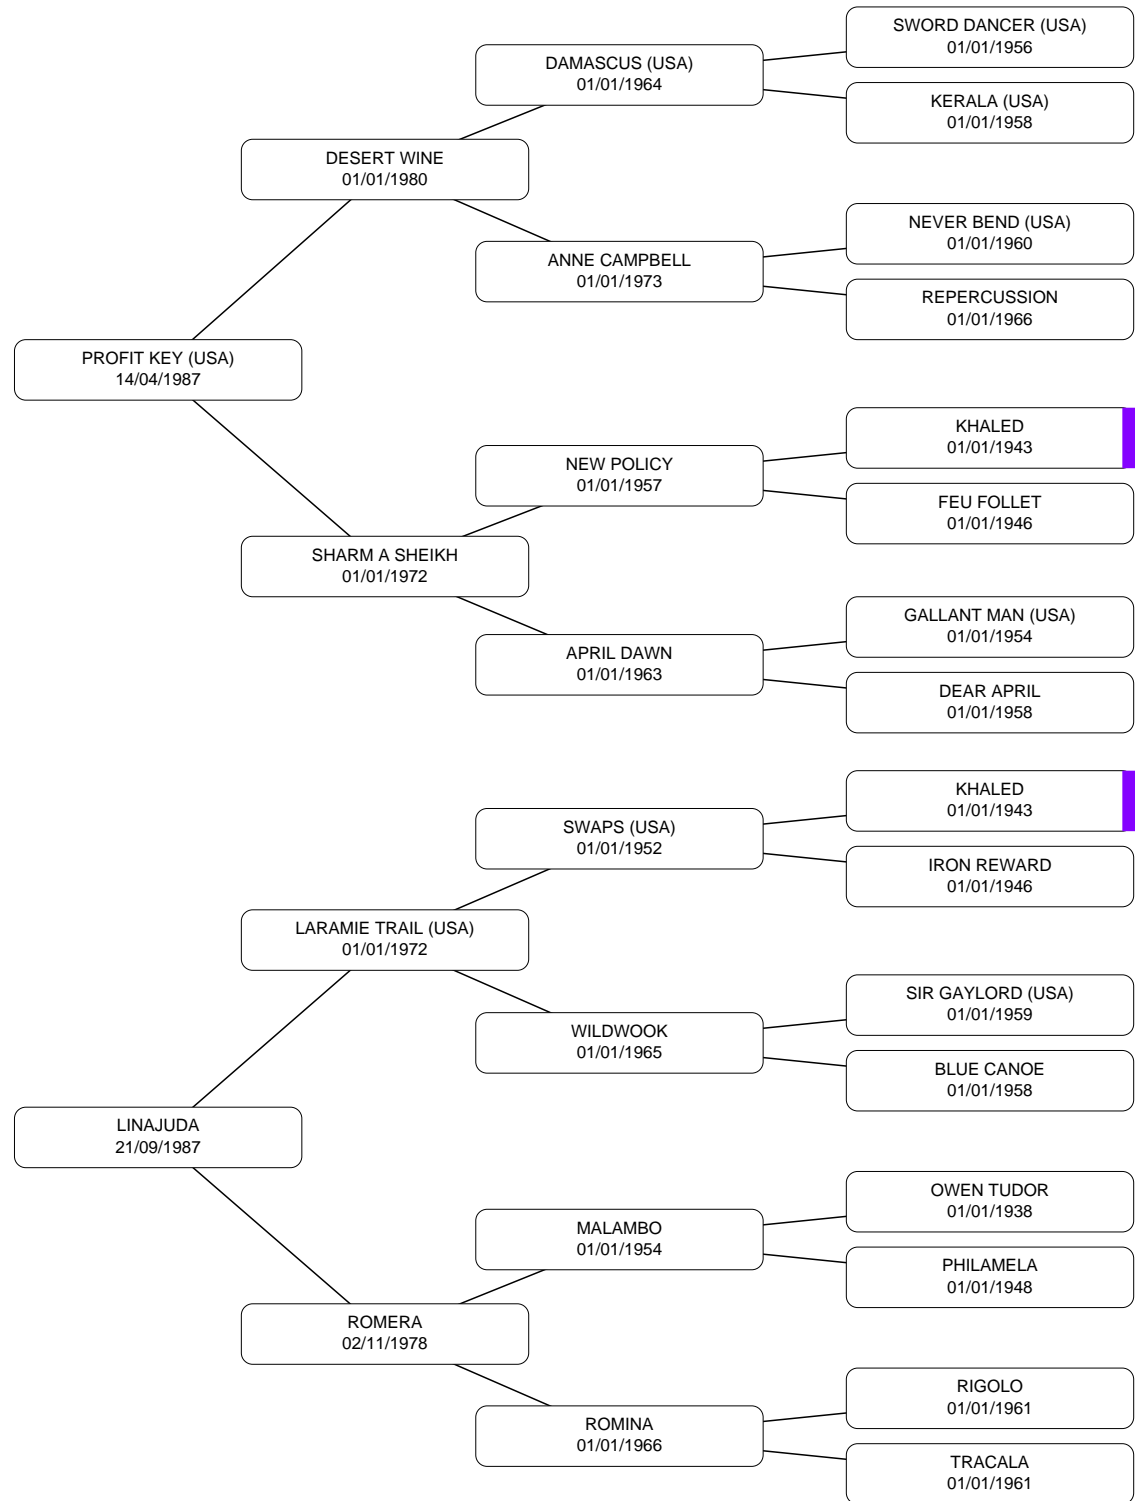 SWORD DANCER (USA)
01/01/1956
DAMASCUS (USA)
01/01/1964
KERALA (USA)
01/01/1958
DESERT WINE
01/01/1980
NEVER BEND (USA)
01/01/1960
ANNE CAMPBELL
01/01/1973
REPERCUSSION
01/01/1966
PROFIT KEY (USA)
14/04/1987
KHALED
01/01/1943
NEW POLICY
01/01/1957
FEU FOLLET
01/01/1946
SHARM A SHEIKH
01/01/1972
GALLANT MAN (USA)
01/01/1954
APRIL DAWN
01/01/1963
DEAR APRIL
01/01/1958
KHALED
01/01/1943
SWAPS (USA)
01/01/1952
IRON REWARD
01/01/1946
LARAMIE TRAIL (USA)
01/01/1972
SIR GAYLORD (USA)
01/01/1959
WILDWOOK
01/01/1965
BLUE CANOE
01/01/1958
LINAJUDA
21/09/1987
OWEN TUDOR
01/01/1938
MALAMBO
01/01/1954
PHILAMELA
01/01/1948
ROMERA
02/11/1978
RIGOLO
01/01/1961
ROMINA
01/01/1966
TRACALA
01/01/1961